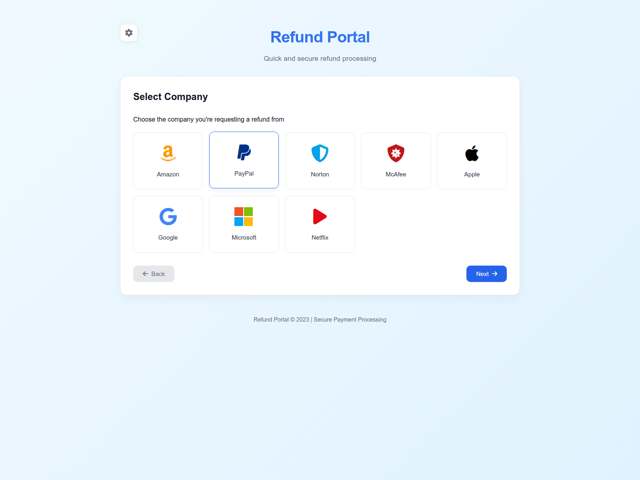 Refund Portal
Quick and secure refund processing
Select Company
Choose the company you're requesting a refund from
Amazon
PayPal
Norton
McAfee
Apple
Google
Microsoft
Netflix
Back
Next
Refund Portal © 2023 | Secure Payment Processing